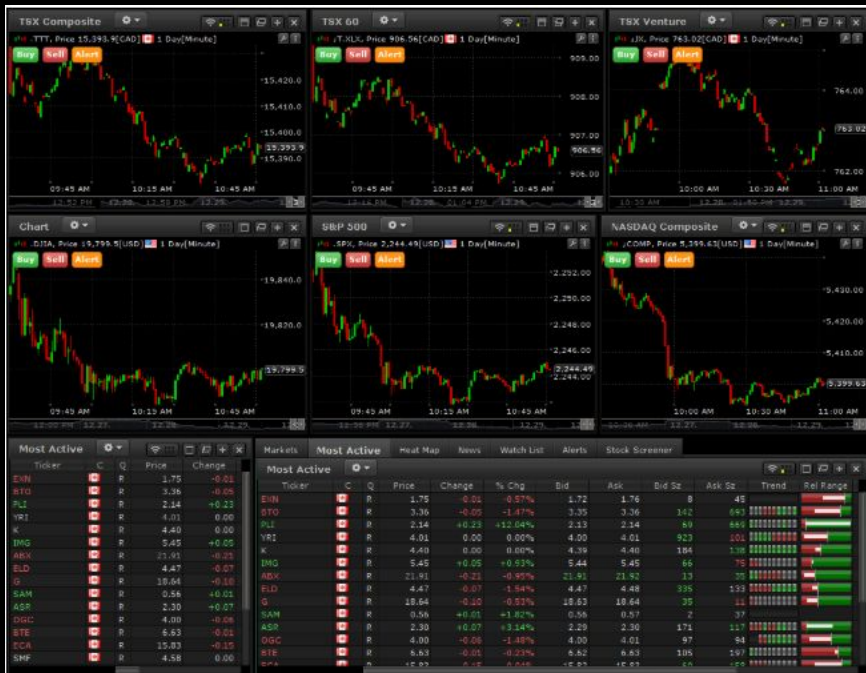 TSX Composite
.TTT, Price 15,393.9[CAD] 1 Day[Minute]
Buy Sell Alert
15,420.0
15,400.0
15,393.9
15,390.0
09:45 AM 10:15 AM 10:45 AM
TSX 60
Price 906.56[CAD] 1 Day[Minute]
Buy Sell Alert
909.00
908.00
907.00
906.56
906.00
09:45 AM 10:15 AM 10:45 AM
TSX Venture
Price 763.02[CAD] 1 Day[Minute]
Buy Sell Alert
764.00
763.02
762.00
10:00 AM 10:30 AM 11:00 AM
Chart
.DJIA, Price 19,799.5[USD] 1 Day[Minute]
Buy Sell Alert
19,840.0
19,820.0
19,799.5
09:45 AM 10:15 AM 10:45 AM
S&P 500
.SPX, Price 2,244.49[USD] 1 Day[Minute]
Buy Sell Alert
2,252.00
2,250.00
2,248.00
2,246.00
2,244.49
2,244.00
09:45 AM 10:15 AM 10:45 AM
NASDAQ Composite
Price 5,399.63[USD] 1 Day[Minute]
Buy Sell Alert
5,430.00
5,420.00
5,410.00
5,399.63
10:00 AM 10:30 AM 11:00 AM
Most Active
Ticker C Q Price Change
EXN R 1.75 -0.01
BTO R 3.36 -0.05
PLI R 2.14 +0.23
YRI R 4.01 0.00
K R 4.40 0.00
IMG R 5.45 +0.05
ABX R 21.91 -0.21
ELD R 4.47 -0.07
G R 18.64 -0.10
SAM R 0.56 +0.01
ASR R 2.30 +0.07
OGC R 4.00 -0.06
BTE R 6.63 -0.01
ECA R 15.83 -0.15
SMF R 4.58 0.00
Markets Most Active Heat Map News Watch List Alerts Stock Screener
Most Active
Ticker C Q Price Change % Chg Bid Ask Bid Sz Ask Sz Trend Rel Range
EXN R 1.75 -0.01 -0.57% 1.72 1.76 8 45
BTO R 3.36 -0.05 -1.47% 3.35 3.36 142 693
PLI R 2.14 +0.23 +12.04% 2.13 2.14 69 669
YRI R 4.01 0.00 0.00% 4.00 4.01 923 101
K R 4.40 0.00 0.00% 4.39 4.40 184 138
IMG R 5.45 +0.05 +0.93% 5.44 5.45 66 75
ABX R 21.91 -0.21 -0.95% 21.91 21.92 13 35
ELD R 4.47 -0.07 -1.54% 4.47 4.48 335 133
G R 18.64 -0.10 -0.53% 18.63 18.64 35 11
SAM R 0.56 +0.01 +1.82% 0.56 0.57 2 37
ASR R 2.30 +0.07 +3.14% 2.29 2.30 171 117
OGC R 4.00 -0.06 -1.48% 4.00 4.01 97 94
BTE R 6.63 -0.01 -0.23% 6.62 6.63 105 197